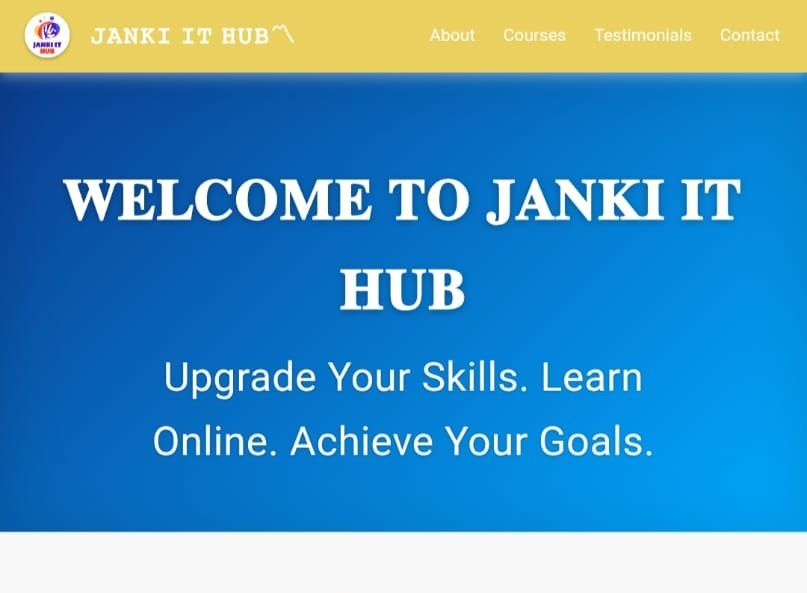 JANKI IT HUB
JANKI IT HUB〽
About Courses Testimonials Contact
WELCOME TO JANKI IT
HUB
Upgrade Your Skills. Learn
Online. Achieve Your Goals.